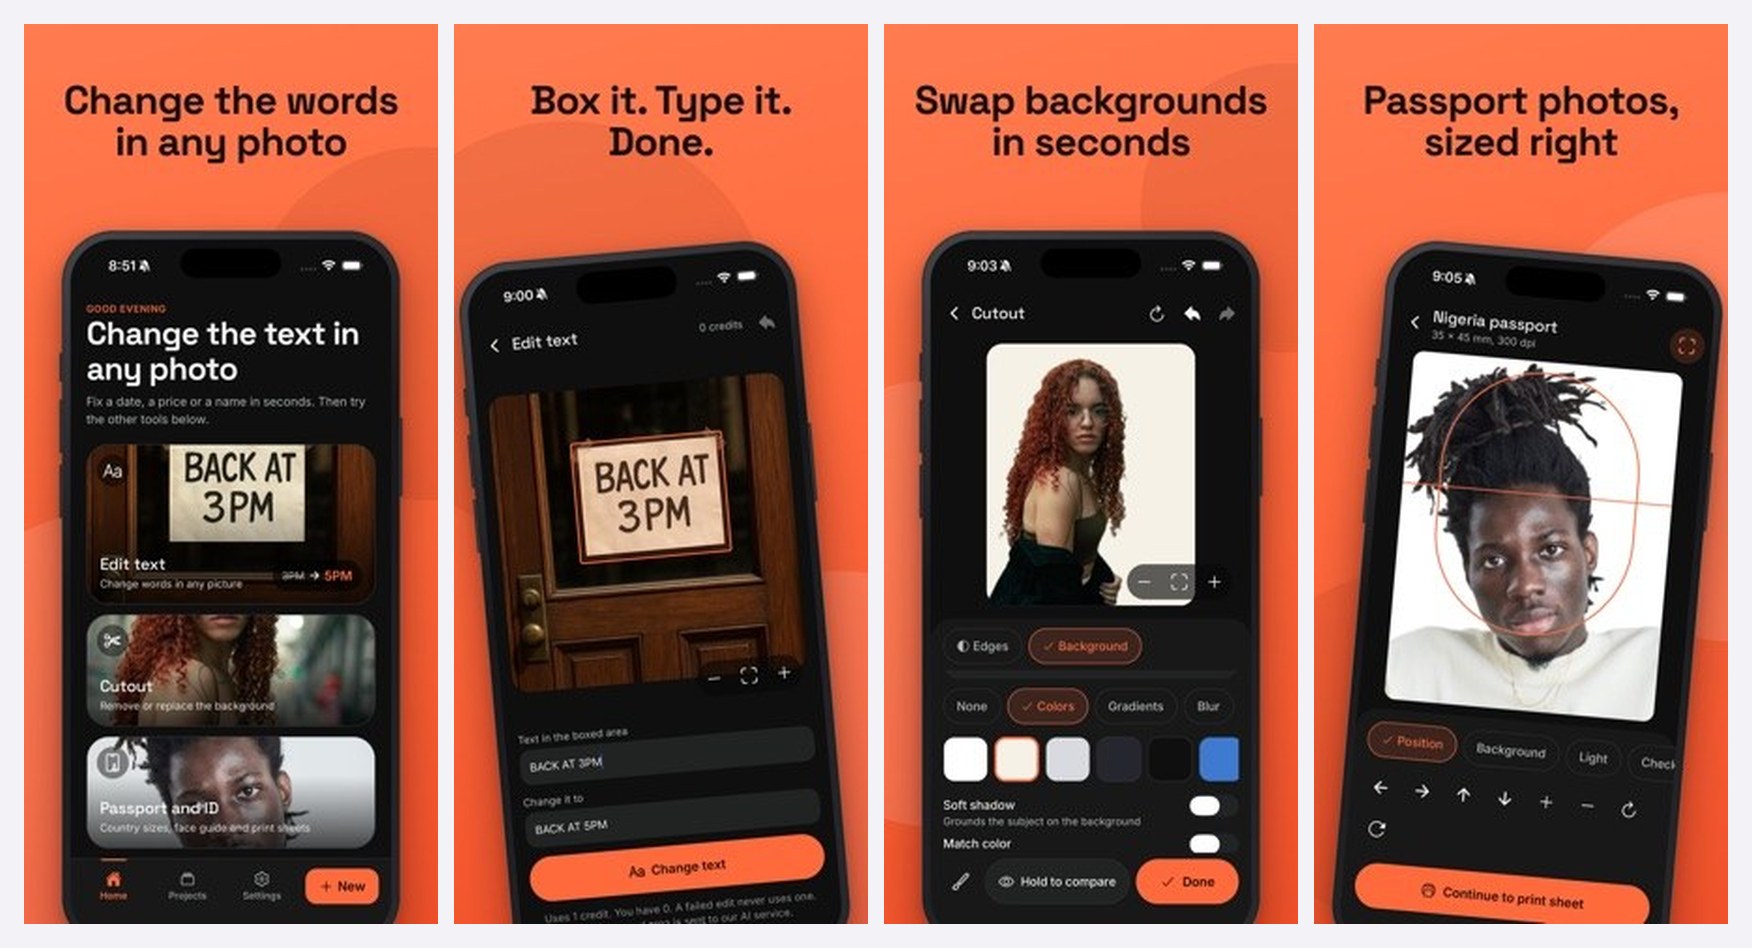 Change the words
in any photo
8:51
GOOD EVENING
Change the text in
any photo
Fix a date, a price or a name in seconds. Then try
the other tools below.
Aa
BACK AT
3PM
Edit text
Change words in any picture
3PM → 5PM
Cutout
Remove or replace the background
Passport and ID
Country sizes, face guide and print sheets
Home
Projects
Settings
+ New
Box it. Type it.
Done.
9:00
Edit text
0 credits
BACK AT
3PM
Text in the boxed area
BACK AT 3PM
Change it to
BACK AT 5PM
Aa Change text
Uses 1 credit. You have 0. A failed edit never uses one.
area is sent to our AI service.
Swap backgrounds
in seconds
9:03
Cutout
Edges
Background
None
Colors
Gradients
Blur
Soft shadow
Grounds the subject on the background
Match color
Hold to compare
Done
Passport photos,
sized right
9:05
Nigeria passport
35 × 45 mm, 300 dpi
Position
Background
Light
Check
Continue to print sheet